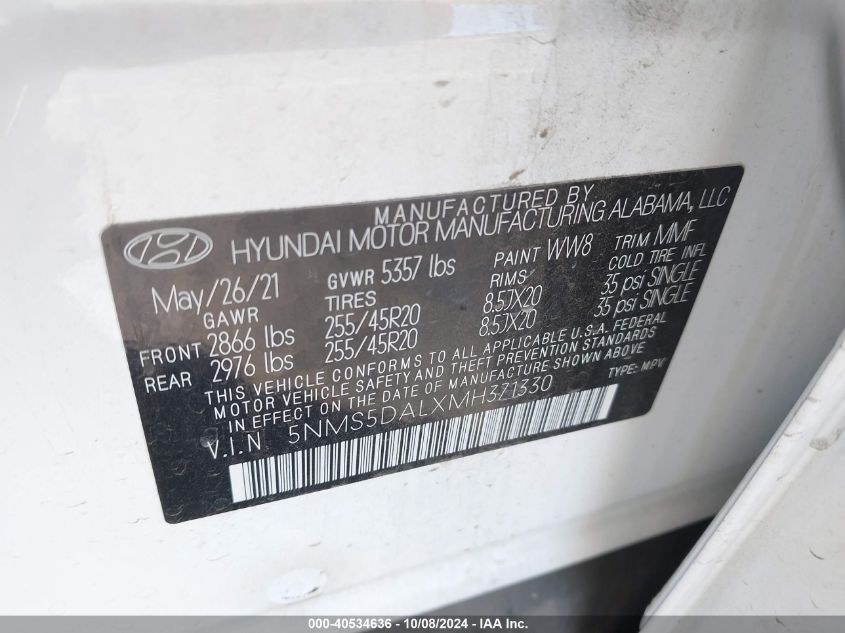 MANUFACTURED BY
HYUNDAI MOTOR MANUFACTURING ALABAMA, LLC
May/26/21 GVWR 5357 lbs PAINT WW8 TRIM MMF
GAWR TIRES RIMS/ COLD TIRE INFL
FRONT 2866 lbs 255/45R20 8.5JX20 35 psi SINGLE
REAR 2976 lbs 255/45R20 8.5JX20 35 psi SINGLE
THIS VEHICLE CONFORMS TO ALL APPLICABLE U.S.A. FEDERAL
MOTOR VEHICLE SAFETY AND THEFT PREVENTION STANDARDS
IN EFFECT ON THE DATE OF MANUFACTURE SHOWN ABOVE
V.I.N 5NMS5DALXMH371330 TYPE: MPV
000-40534636 - 10/08/2024 - IAA Inc.